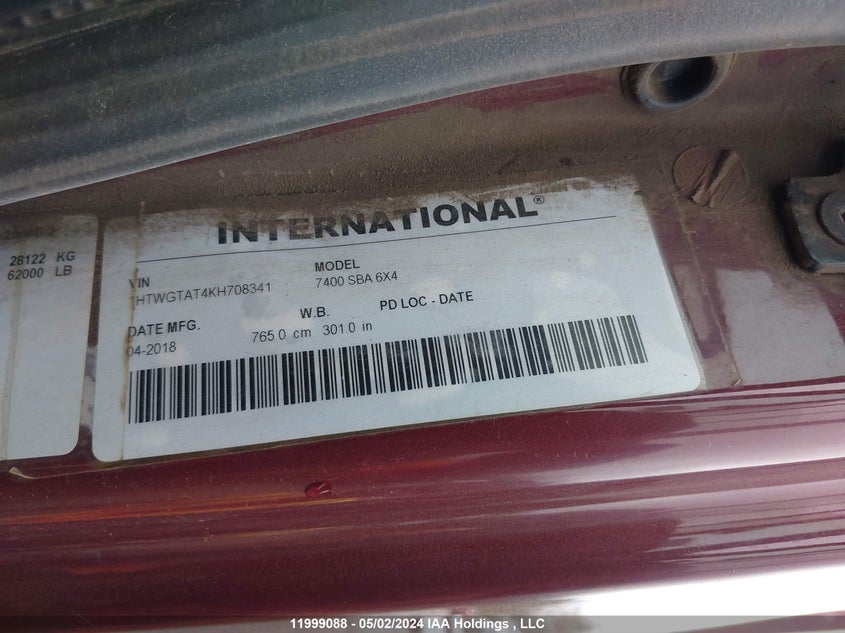 INTERNATIONAL®
28122 KG
62000 LB
VIN
1HTWGTAT4KH708341
MODEL
7400 SBA 6X4
DATE MFG.
04-2018
W.B.
765.0 cm 301.0 in
PD LOC - DATE
11999088 - 05/02/2024 IAA Holdings , LLC